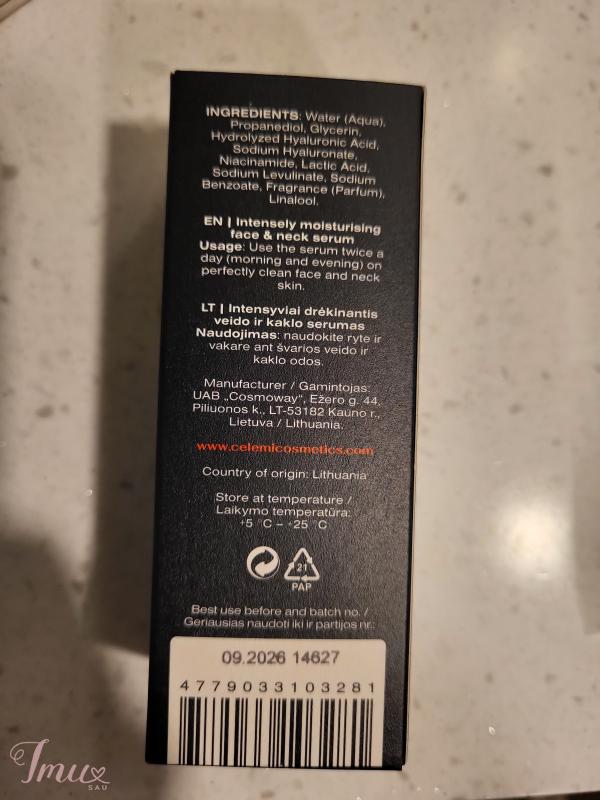 INGREDIENTS: Water (Aqua),
Propanediol, Glycerin,
Hydrolyzed Hyaluronic Acid,
Sodium Hyaluronate,
Niacinamide, Lactic Acid,
Sodium Levulinate, Sodium
Benzoate, Fragrance (Parfum),
Linalool.
EN | Intensely moisturising
face & neck serum
Usage: Use the serum twice a
day (morning and evening) on
perfectly clean face and neck
skin.
LT | Intensyviai drėkinantis
veido ir kaklo serumas
Naudojimas: naudokite ryte ir
vakare ant švarios veido ir
kaklo odos.
Manufacturer / Gamintojas:
UAB „Cosmoway“, Ežero g. 44,
Piliuonos k., LT-53182 Kauno r.,
Lietuva / Lithuania.
www.celemicosmetics.com
Country of origin: Lithuania
Store at temperature /
Laikymo temperatūra:
+5 °C – +25 °C
21
PAP
Best use before and batch no. /
Geriausias naudoti iki ir partijos nr.:
09.2026 14627
4779033103281
Imu
SAU